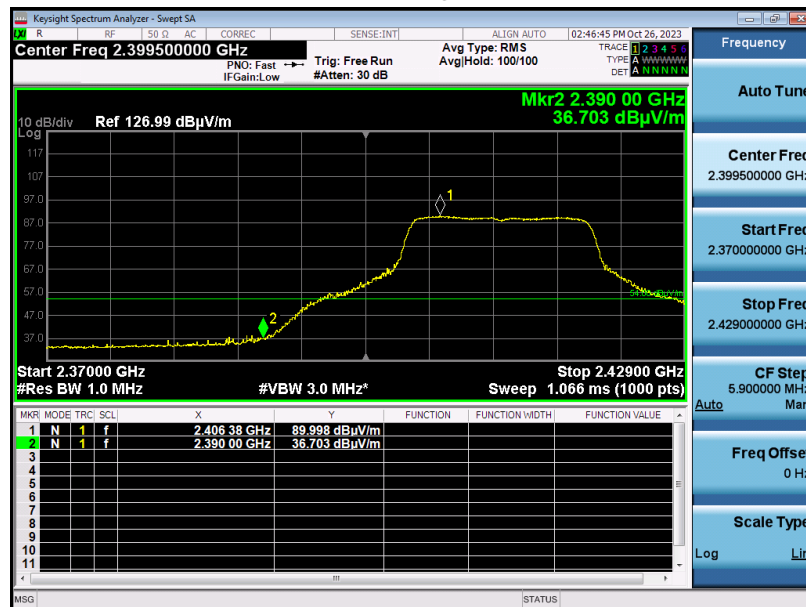 Keysight Spectrum Analyzer - Swept SA
LXI R RF 50 Ω AC CORREC SENSE:INT ALIGN AUTO 02:46:45 PM Oct 26, 2023
Center Freq 2.399500000 GHz
PNO: Fast
IFGain:Low
Trig: Free Run
#Atten: 30 dB
Avg Type: RMS
Avg|Hold: 100/100
TRACE 1 2 3 4 5 6
TYPE A WWWWW
DET A N N N N N
Mkr2 2.390 00 GHz
36.703 dBµV/m
10 dB/div Ref 126.99 dBµV/m
Log
117
107
97.0
87.0
77.0
67.0
57.0
47.0
37.0
1
2
Start 2.37000 GHz Stop 2.42900 GHz
#Res BW 1.0 MHz #VBW 3.0 MHz* Sweep 1.066 ms (1000 pts)
MKR MODE TRC SCL X Y FUNCTION FUNCTION WIDTH FUNCTION VALUE
1 N 1 f 2.406 38 GHz 89.998 dBµV/m
2 N 1 f 2.390 00 GHz 36.703 dBµV/m
3
4
5
6
7
8
9
10
11
MSG STATUS
Frequency
Auto Tune
Center Freq
2.399500000 GHz
Start Freq
2.370000000 GHz
Stop Freq
2.429000000 GHz
CF Step
5.900000 MHz
Auto Man
Freq Offset
0 Hz
Scale Type
Log Lin